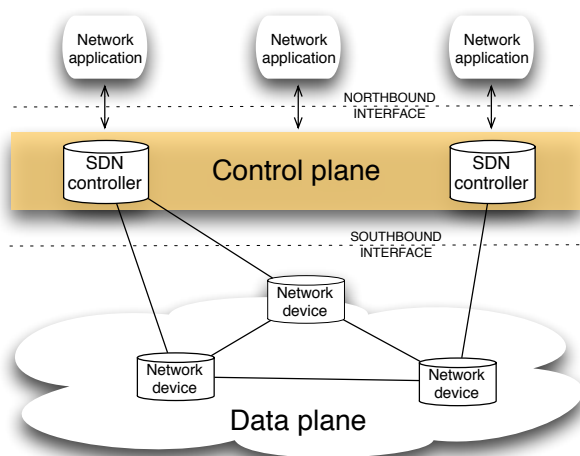 Network
application
Network
application
Network
application
NORTHBOUND
INTERFACE
SDN
controller
Control plane
SDN
controller
SOUTHBOUND
INTERFACE
Network
device
Network
device
Network
device
Data plane